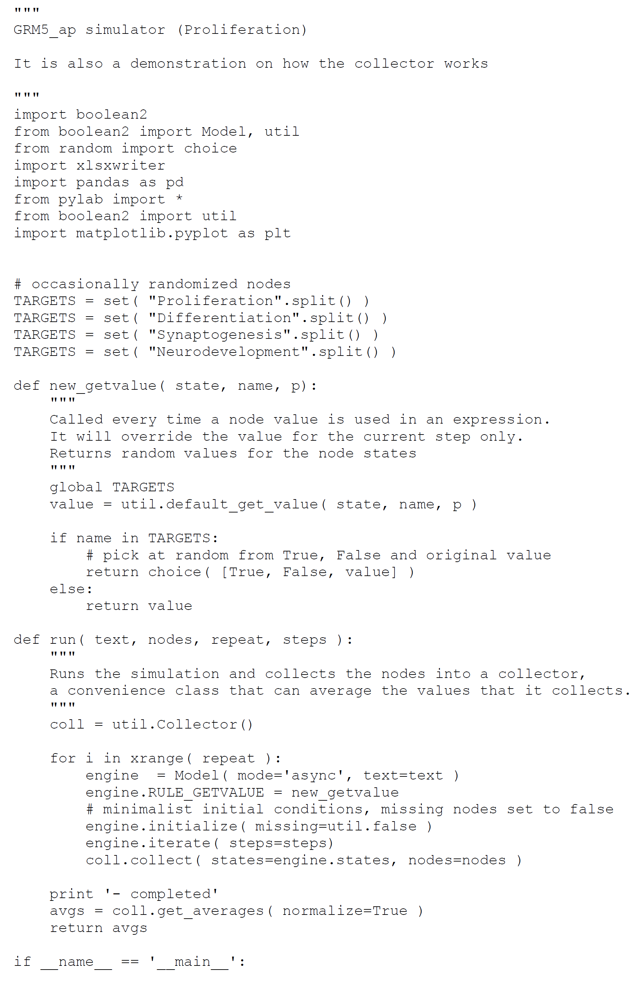 """
GRM5_ap simulator (Proliferation)

It is also a demonstration on how the collector works

"""
import boolean2
from boolean2 import Model, util
from random import choice
import xlsxwriter
import pandas as pd
from pylab import *
from boolean2 import util
import matplotlib.pyplot as plt


# occasionally randomized nodes
TARGETS = set( "Proliferation".split() )
TARGETS = set( "Differentiation".split() )
TARGETS = set( "Synaptogenesis".split() )
TARGETS = set( "Neurodevelopment".split() )

def new_getvalue( state, name, p):
    """
    Called every time a node value is used in an expression.
    It will override the value for the current step only.
    Returns random values for the node states
    """
    global TARGETS
    value = util.default_get_value( state, name, p )

    if name in TARGETS:
        # pick at random from True, False and original value
        return choice( [True, False, value] )
    else:
        return value

def run( text, nodes, repeat, steps ):
    """
    Runs the simulation and collects the nodes into a collector,
    a convenience class that can average the values that it collects.
    """
    coll = util.Collector()

    for i in xrange( repeat ):
        engine  = Model( mode='async', text=text )
        engine.RULE_GETVALUE = new_getvalue
        # minimalist initial conditions, missing nodes set to false
        engine.initialize( missing=util.false )
        engine.iterate( steps=steps)
        coll.collect( states=engine.states, nodes=nodes )

    print '- completed'
    avgs = coll.get_averages( normalize=True )
    return avgs

if __name__ == '__main__':